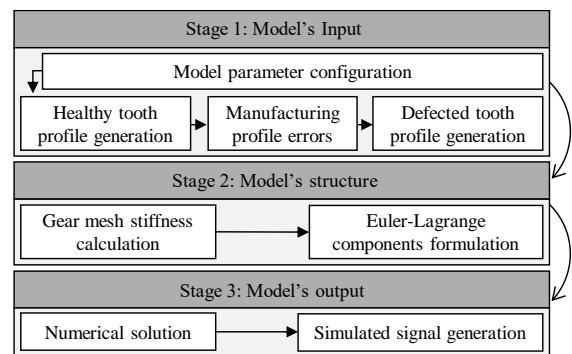 Stage 1: Model's Input
Model parameter configuration
Healthy tooth
profile generation
Manufacturing
profile errors
Defected tooth
profile generation
Stage 2: Model's structure
Gear mesh stiffness
calculation
Euler-Lagrange
components formulation
Stage 3: Model's output
Numerical solution
Simulated signal generation